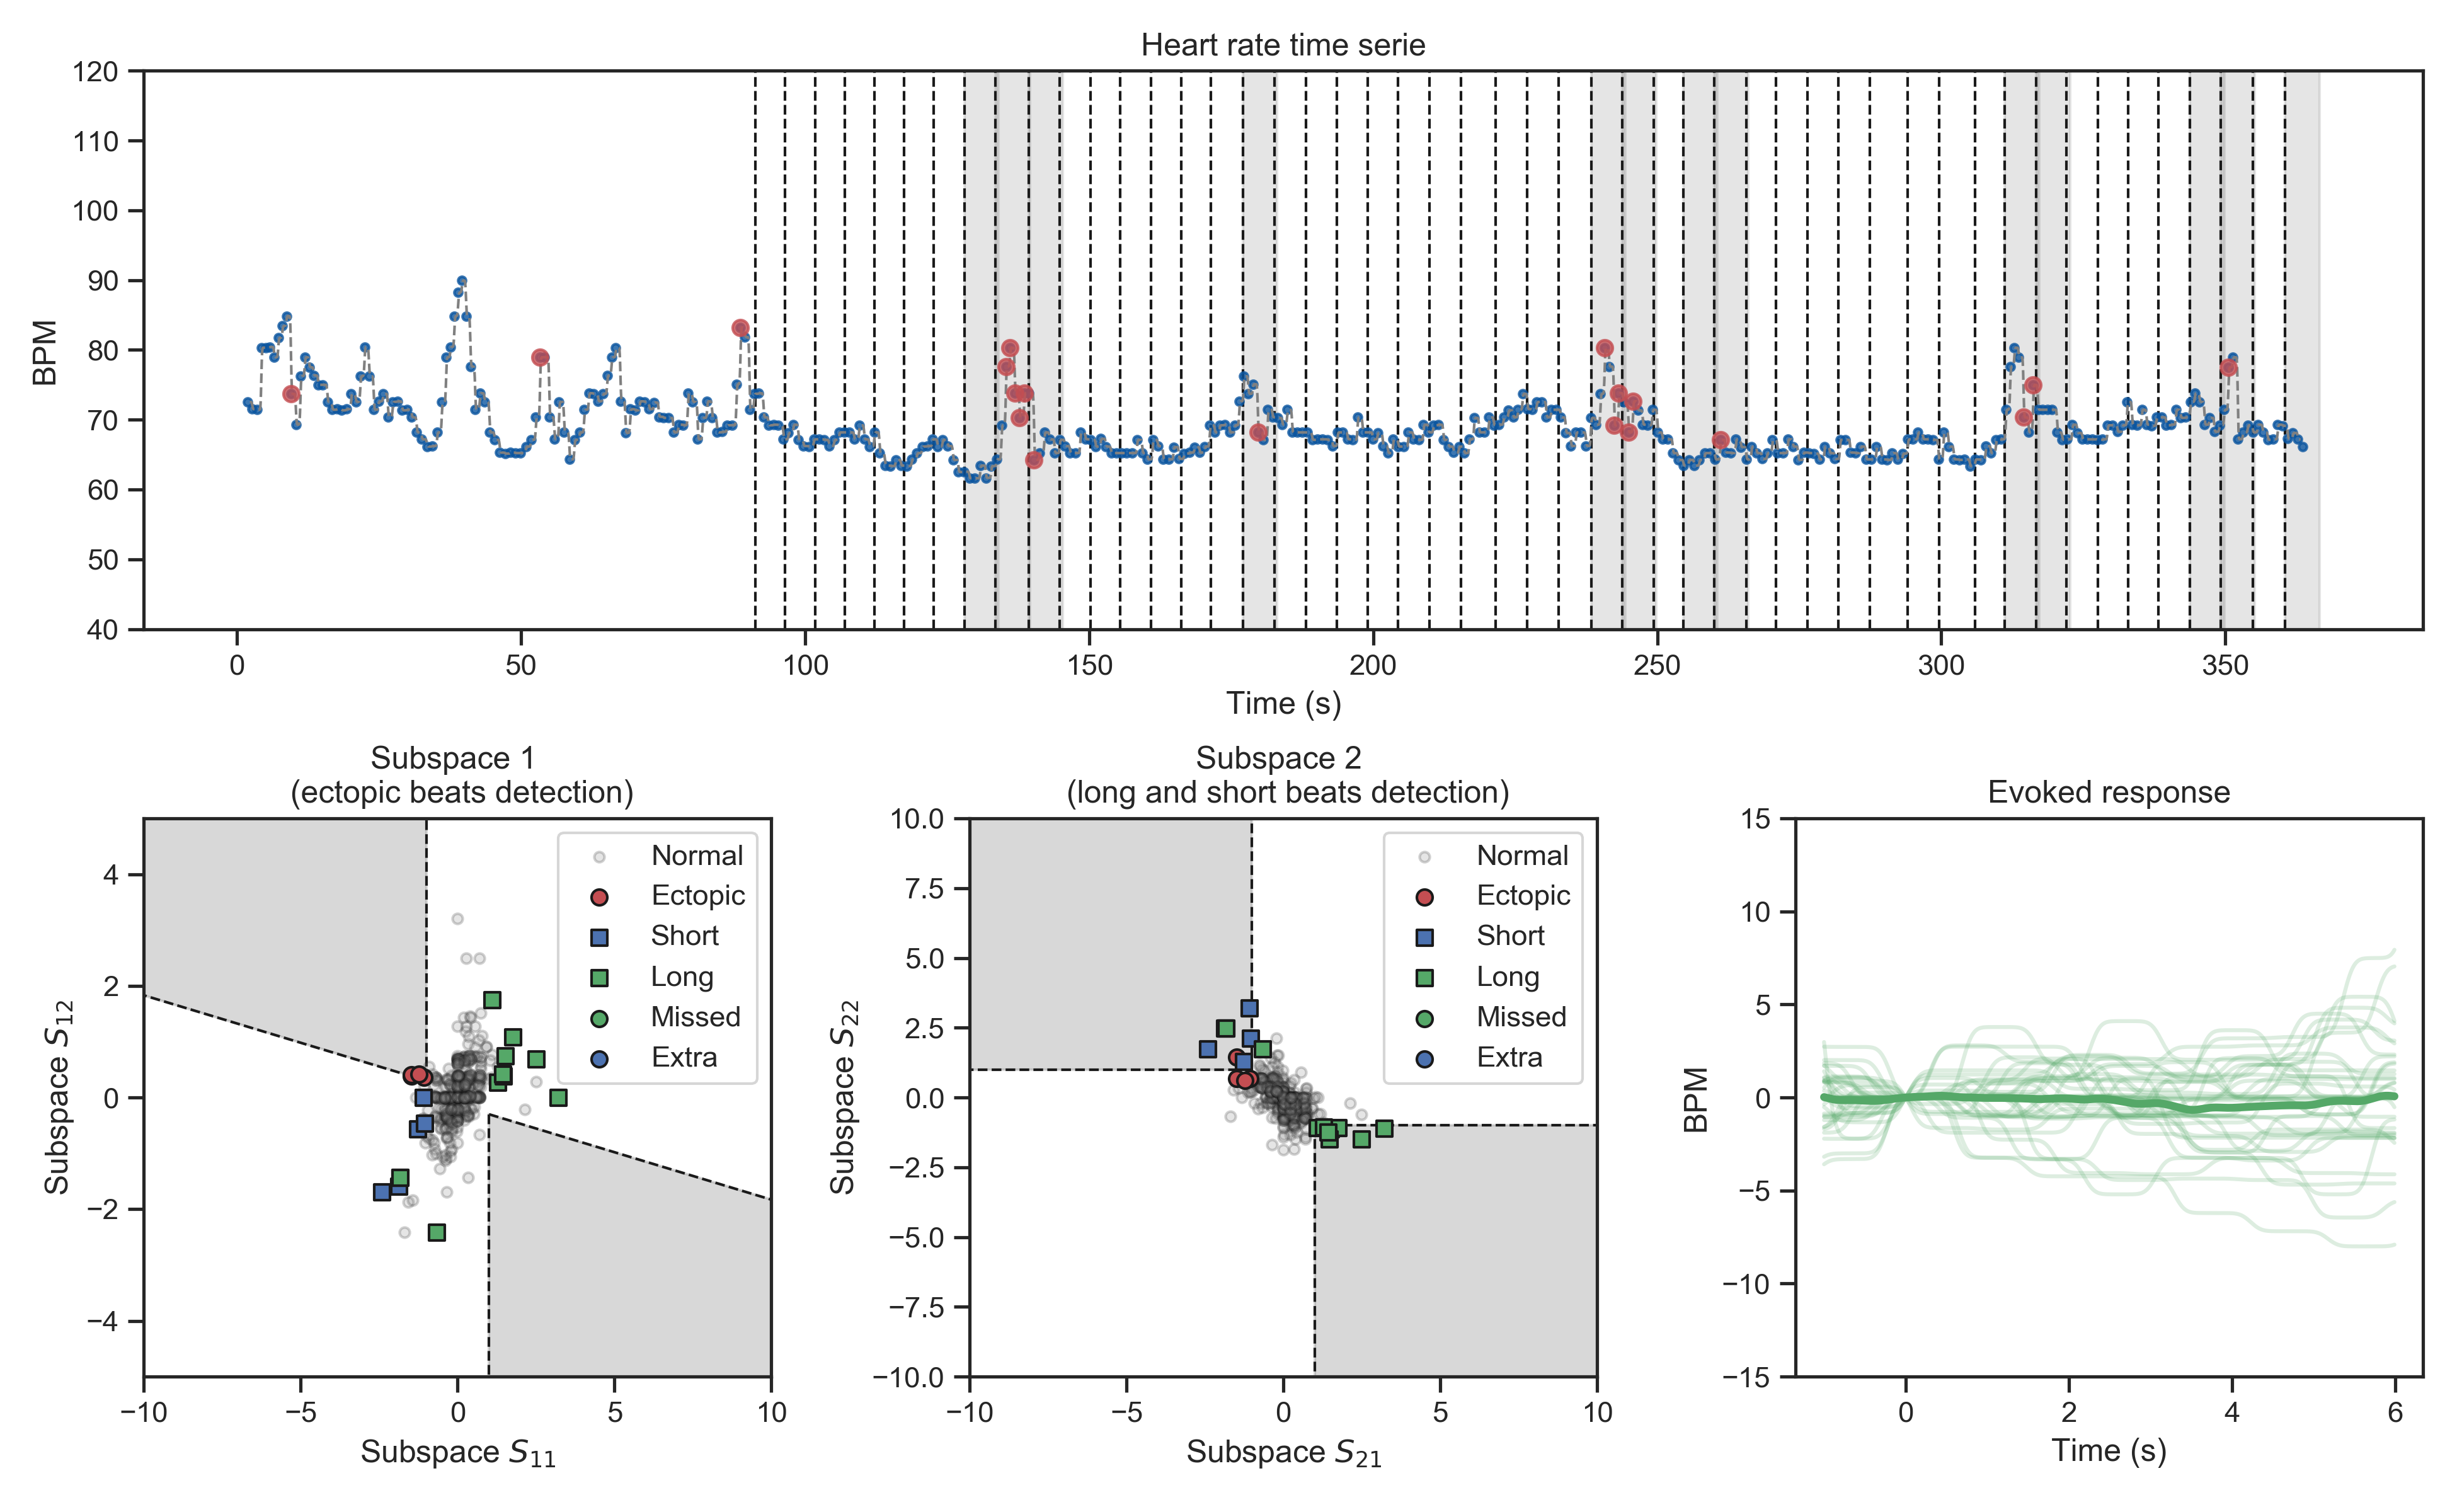 Heart rate time serie
120
110
100
90
80
70
60
50
40
BPM
0 50 100 150 200 250 300 350
Time (s)
Subspace 1
(ectopic beats detection)
4
2
0
−2
−4
Subspace S12
Normal
Ectopic
Short
Long
Missed
Extra
−10 −5 0 5 10
Subspace S11
Subspace 2
(long and short beats detection)
10.0
7.5
5.0
2.5
0.0
−2.5
−5.0
−7.5
−10.0
Subspace S22
Normal
Ectopic
Short
Long
Missed
Extra
−10 −5 0 5 10
Subspace S21
Evoked response
15
10
5
0
−5
−10
−15
BPM
0 2 4 6
Time (s)